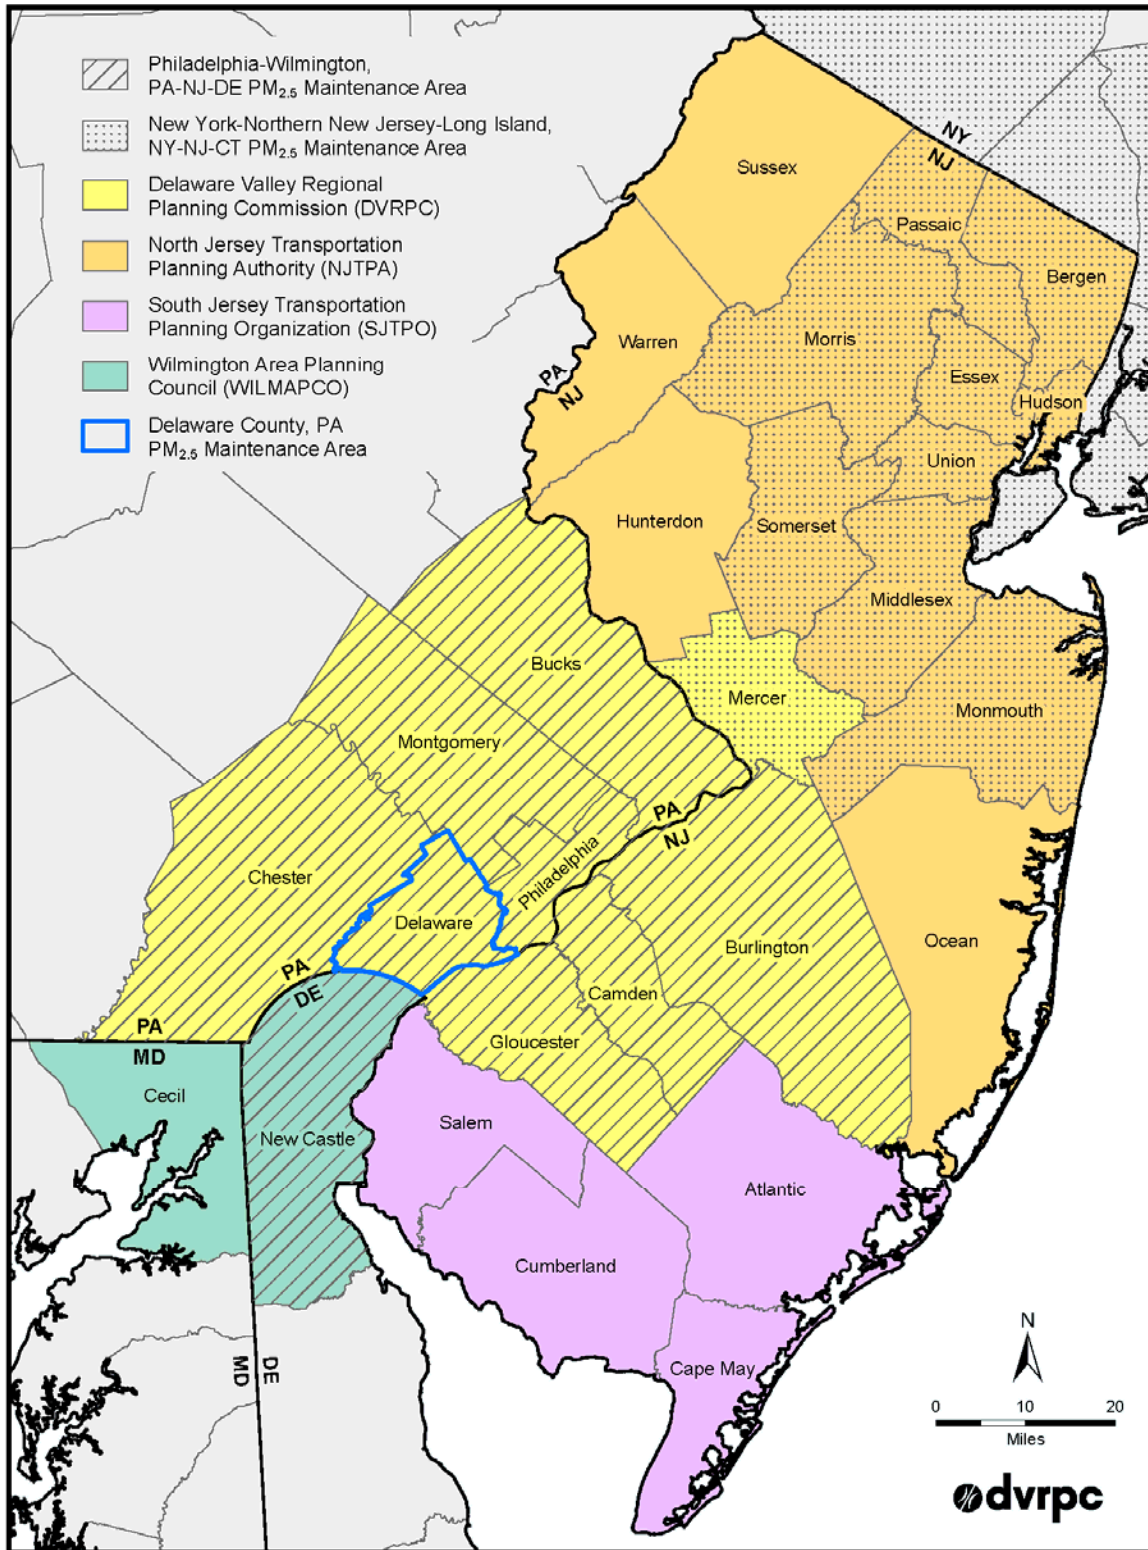 Philadelphia-Wilmington,
PA-NJ-DE PM2.5 Maintenance Area
New York-Northern New Jersey-Long Island,
NY-NJ-CT PM2.5 Maintenance Area
Delaware Valley Regional
Planning Commission (DVRPC)
North Jersey Transportation
Planning Authority (NJTPA)
South Jersey Transportation
Planning Organization (SJTPO)
Wilmington Area Planning
Council (WILMAPCO)
Delaware County, PA
PM2.5 Maintenance Area
NY
NJ
Sussex
Passaic
Bergen
Warren
Morris
Essex
Hudson
PA
NJ
Union
Hunterdon
Somerset
Middlesex
Bucks
Mercer
Monmouth
Montgomery
PA
NJ
Philadelphia
Chester
Delaware
Burlington
Ocean
PA
DE
Camden
Gloucester
PA
MD
Cecil
New Castle
Salem
Atlantic
Cumberland
Cape May
MD
DE
N
0 10 20
Miles
dvrpc